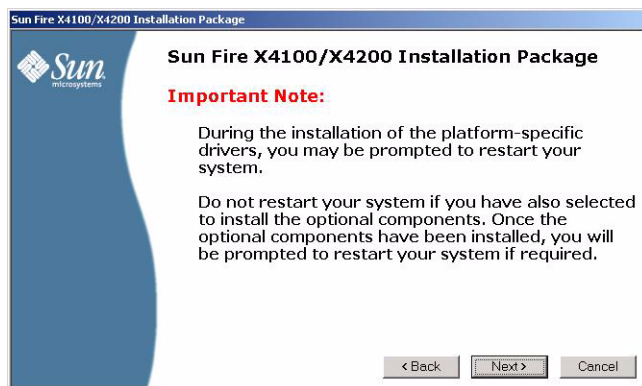 Sun Fire X4100/X4200 Installation Package
Sun
microsystems
Sun Fire X4100/X4200 Installation Package
Important Note:
During the installation of the platform-specific
drivers, you may be prompted to restart your
system.
Do not restart your system if you have also selected
to install the optional components. Once the
optional components have been installed, you will
be prompted to restart your system if required.
< Back
Next >
Cancel